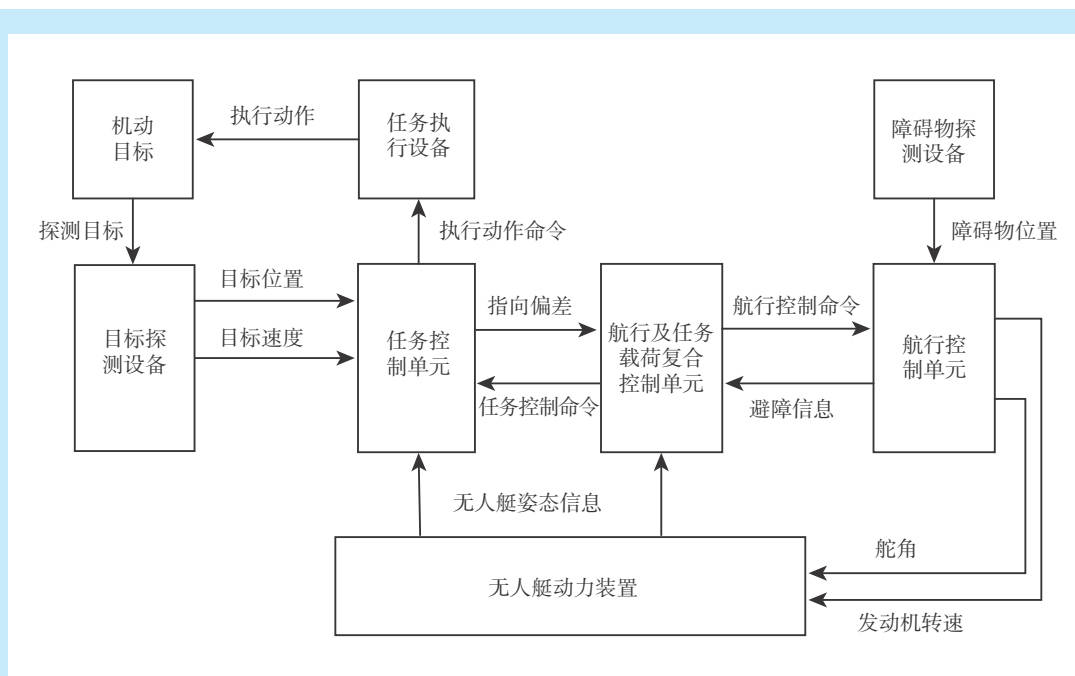 机动
目标
执行动作
任务执
行设备
障碍物探
测设备
探测目标
执行动作命令
障碍物位置
目标探
测设备
目标位置
目标速度
任务控
制单元
指向偏差
任务控制命令
航行及任务
载荷复合
控制单元
航行控制命令
避障信息
航行控
制单元
无人艇姿态信息
无人艇动力装置
舵角
发动机转速